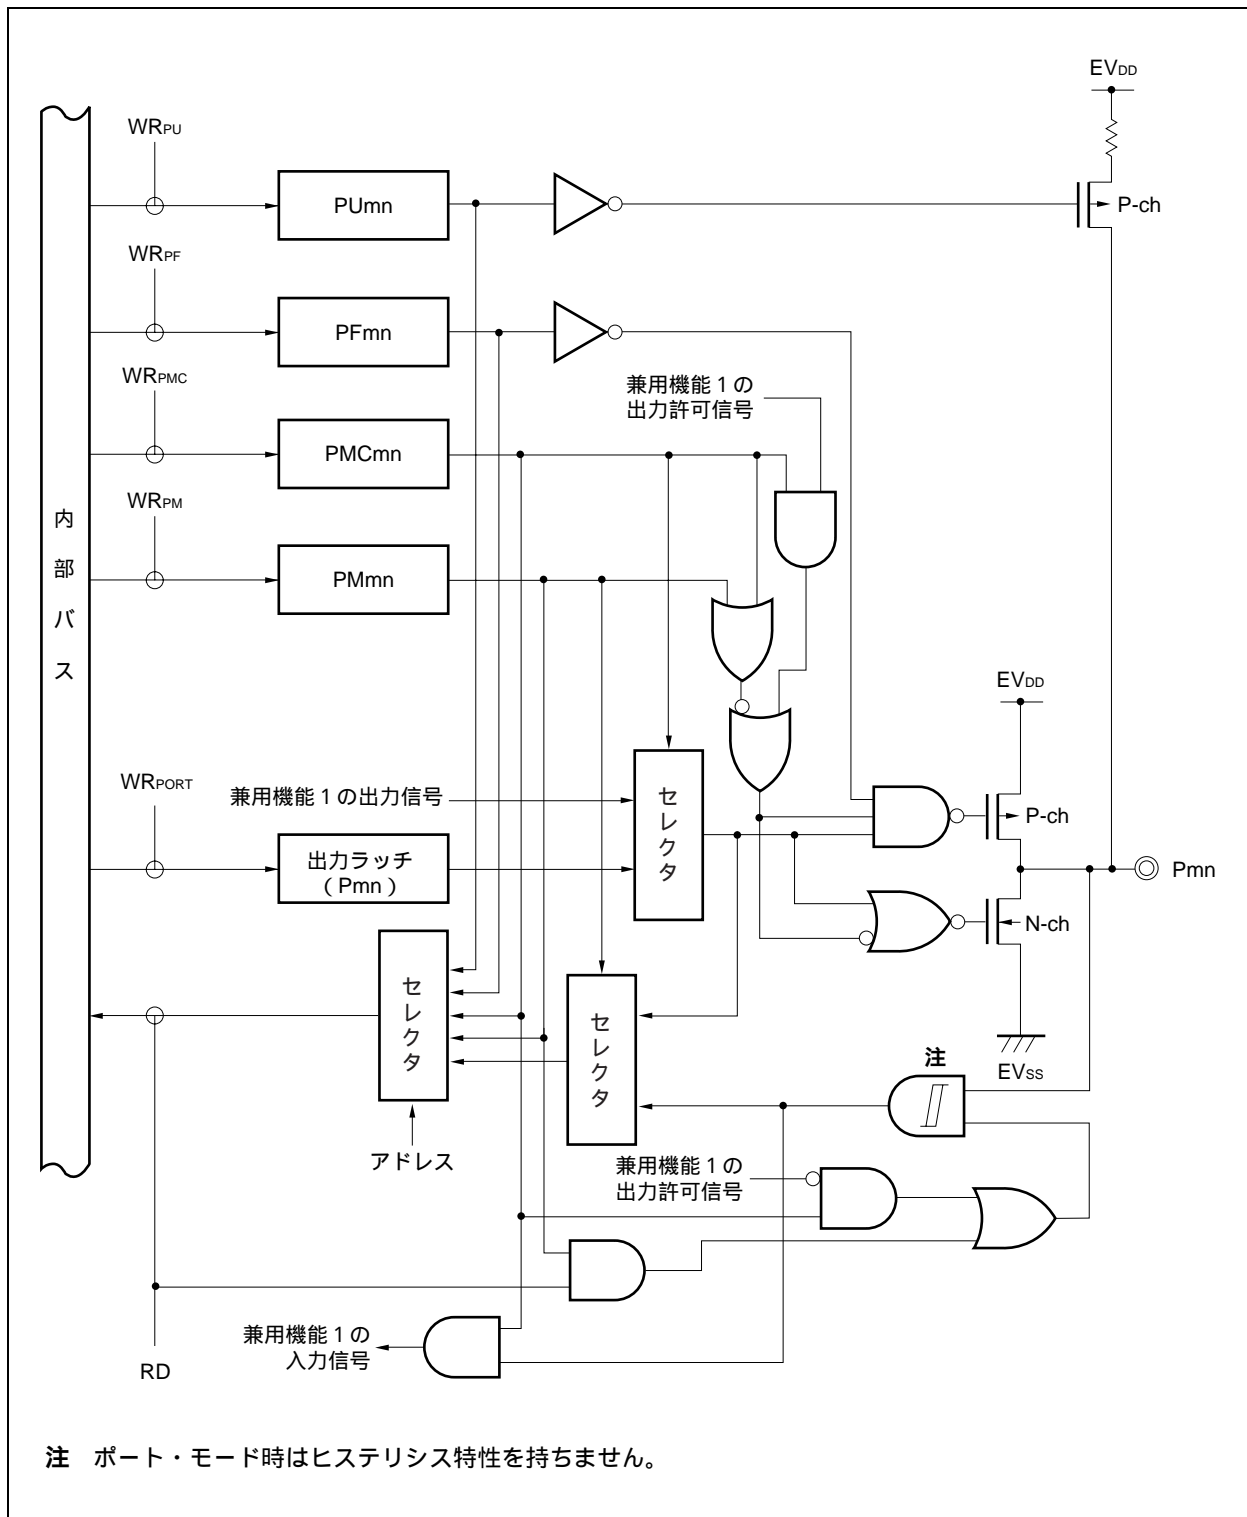 EVDD
WRPU
PUmn
P-ch
WRPF
PFmn
WRPMC
兼用機能１の
出力許可信号
PMCmn
WRPM
PMmn
内部バス
EVDD
WRPORT
兼用機能１の出力信号
セレクタ
P-ch
出力ラッチ
（Pmn）
Pmn
N-ch
セレクタ
セレクタ
注
EVSS
アドレス
兼用機能１の
出力許可信号
兼用機能１の
入力信号
RD
注　ポート・モード時はヒステリシス特性を持ちません。